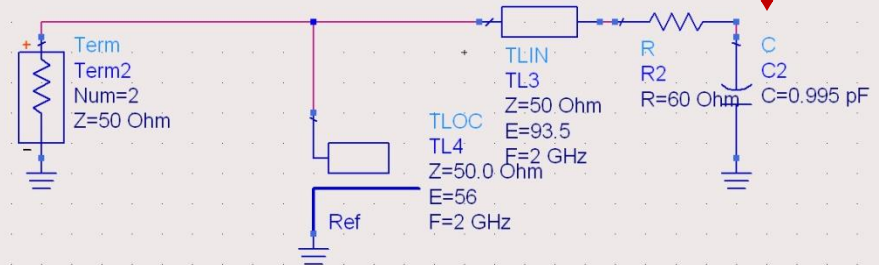 +
Term
Term2
Num=2
Z=50 Ohm
-
TLOC
TL4
Z=50.0 Ohm
E=56
F=2 GHz
Ref
TLIN
TL3
Z=50 Ohm
E=93.5
F=2 GHz
R
R2
R=60 Ohm
C
C2
C=0.995 pF